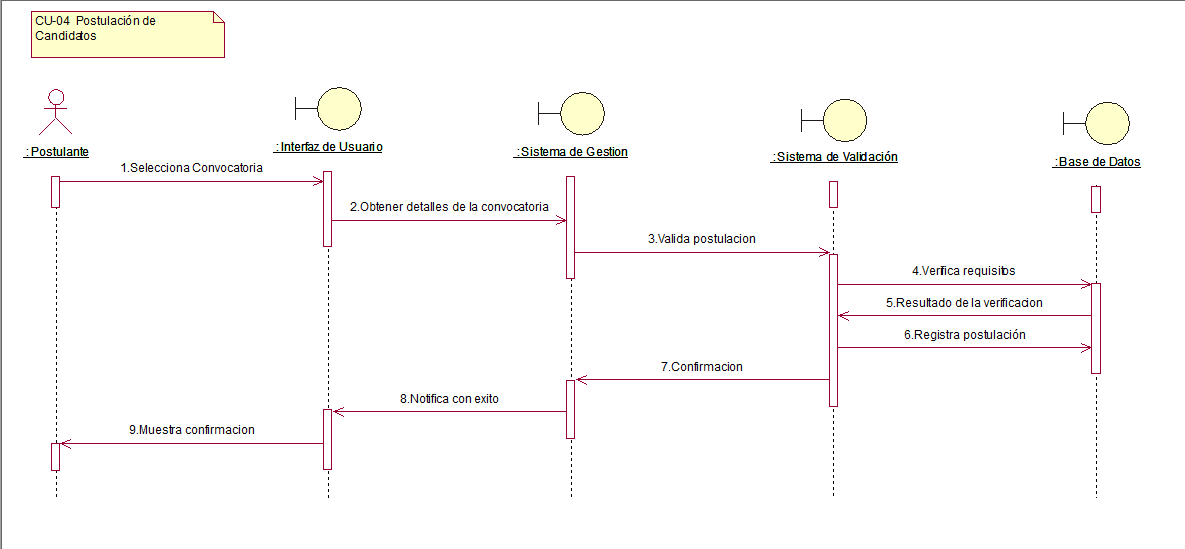 CU-04 Postulación de
Candidatos
:Postulante
:Interfaz de Usuario
:Sistema de Gestion
:Sistema de Validación
:Base de Datos
1.Selecciona Convocatoria
2.Obtener detalles de la convocatoria
3.Valida postulacion
4.Verifica requisitos
5.Resultado de la verificacion
6.Registra postulación
7.Confirmacion
8.Notifica con exito
9.Muestra confirmacion